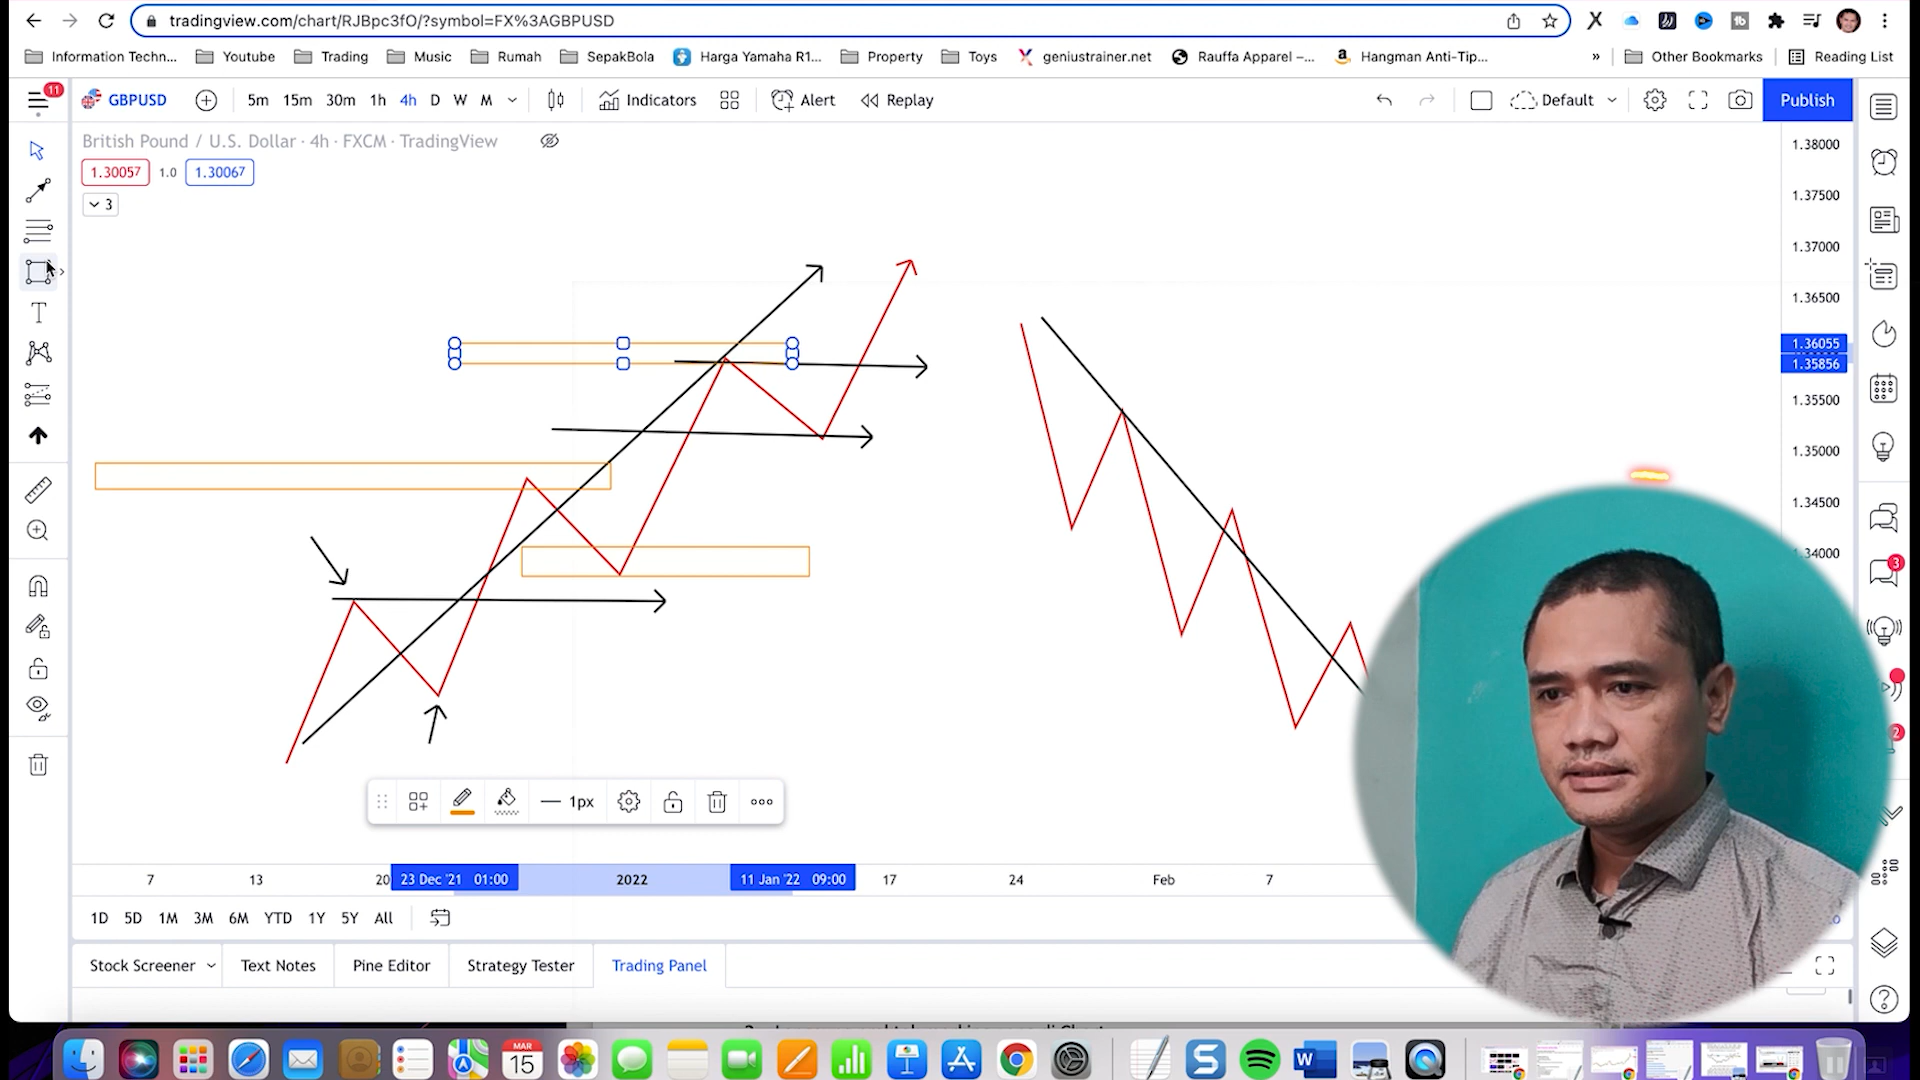 tradingview.com/chart/RJBpc3fO/?symbol=FX%3AGBPUSD
Information Techn... Youtube Trading Music Rumah SepakBola Harga Yamaha R1... Property Toys geniustrainer.net Rauffa Apparel –... Hangman Anti-Tip... » Other Bookmarks Reading List
11 GBPUSD 5m 15m 30m 1h 4h D W M Indicators Alert Replay Default Publish
British Pound / U.S. Dollar · 4h · FXCM · TradingView
1.30057 1.0 1.30067
3
1.38000
1.37500
1.37000
1.36500
1.36055
1.35856
1.35500
1.35000
1.34500
1.34000
3
2
1px
7 13 20 23 Dec '21 01:00 2022 11 Jan '22 09:00 17 24 Feb 7
1D 5D 1M 3M 6M YTD 1Y 5Y All
Stock Screener Text Notes Pine Editor Strategy Tester Trading Panel
MAR
15